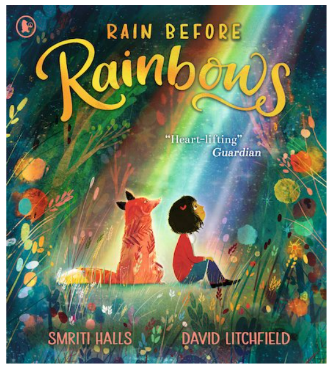 RAIN BEFORE
Rainbows
“Heart-lifting”
Guardian
SMRITI HALLS DAVID LITCHFIELD